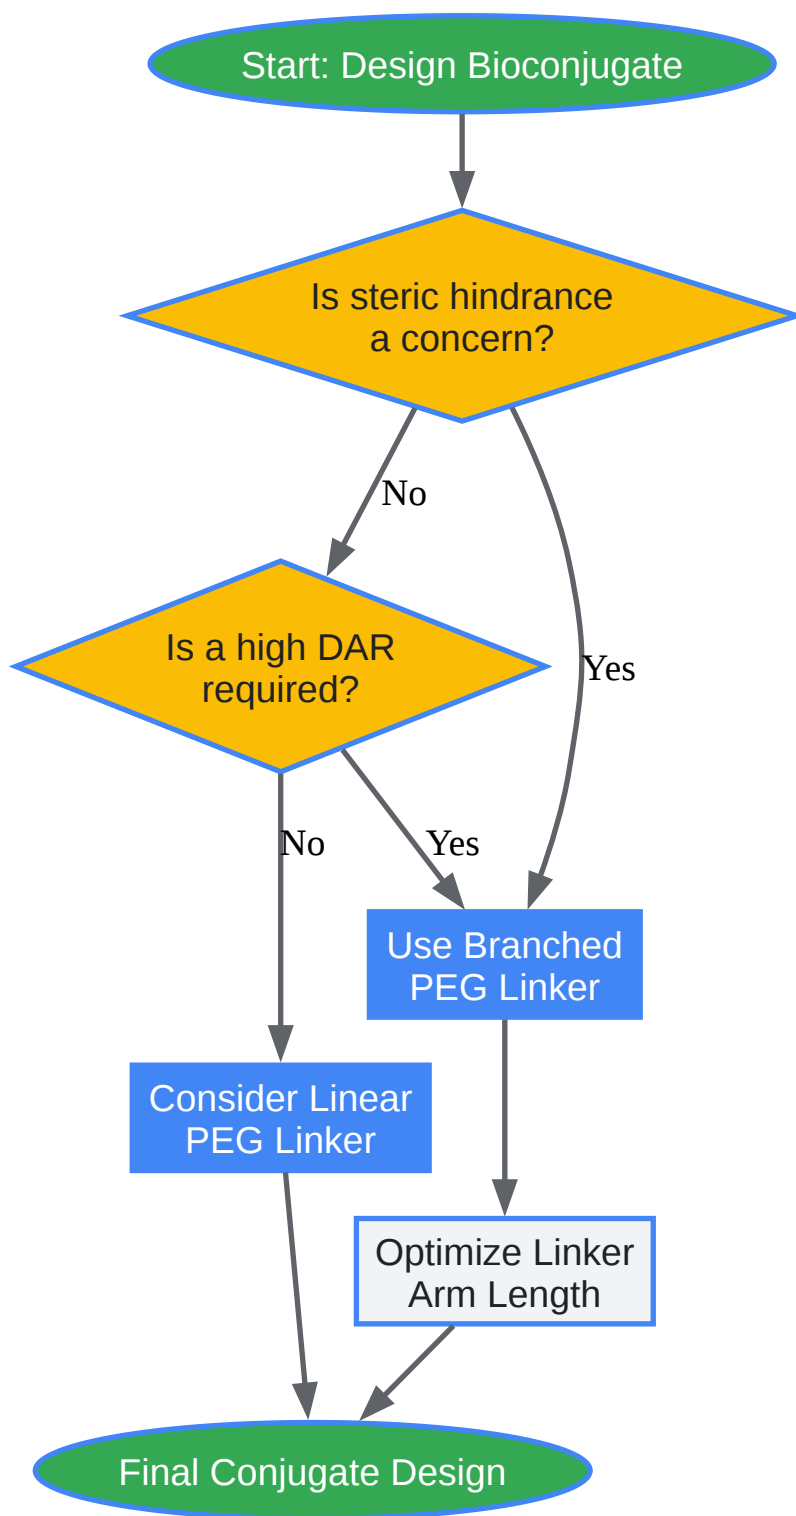 Start: Design Bioconjugate
Is steric hindrance
a concern?
No
Is a high DAR
required?
Yes
No
Yes
Use Branched
PEG Linker
Consider Linear
PEG Linker
Optimize Linker
Arm Length
Final Conjugate Design